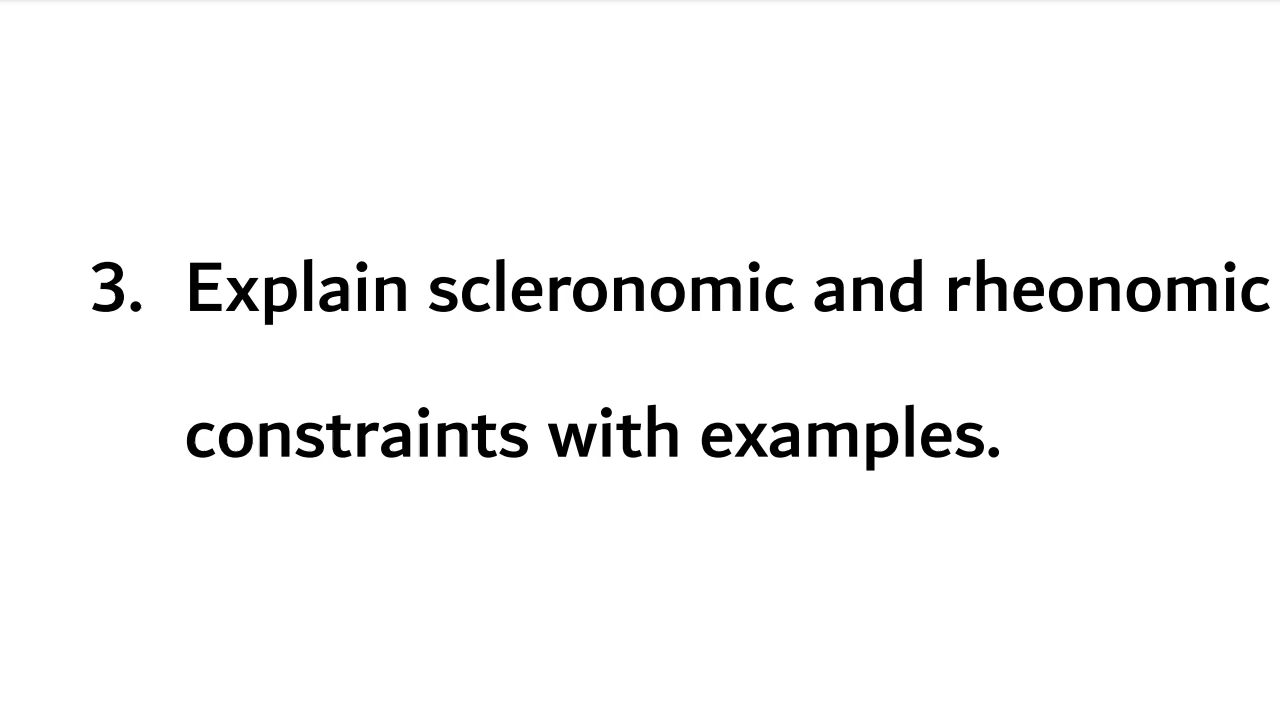 3. Explain scleronomic and rheonomic
constraints with examples.